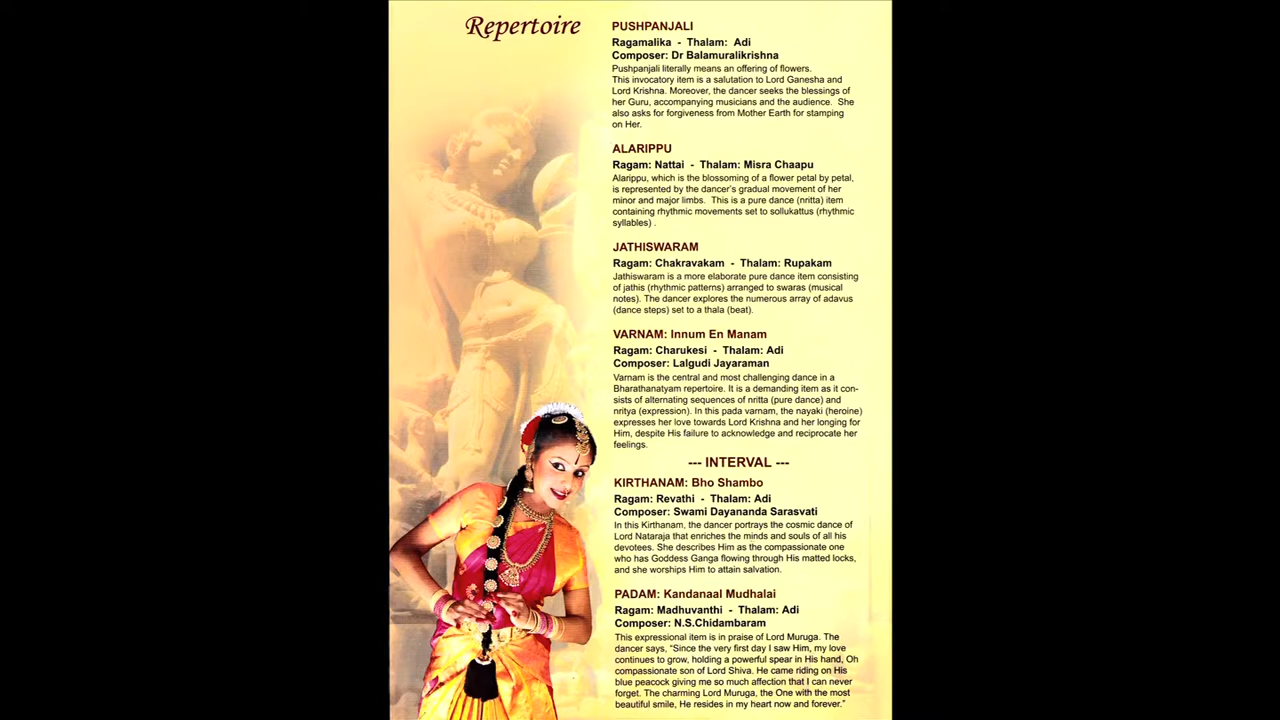 Repertoire
PUSHPANJALI
Ragamalika - Thalam: Adi
Composer: Dr Balamuralikrishna
Pushpanjali literally means an offering of flowers.
This invocatory item is a salutation to Lord Ganesha and
Lord Krishna. Moreover, the dancer seeks the blessings of
her Guru, accompanying musicians and the audience. She
also asks for forgiveness from Mother Earth for stamping
on Her.
ALARIPPU
Ragam: Nattai - Thalam: Misra Chaapu
Alarippu, which is the blossoming of a flower petal by petal,
is represented by the dancer's gradual movement of her
minor and major limbs. This is a pure dance (nritta) item
containing rhythmic movements set to sollukattus (rhythmic
syllables) .
JATHISWARAM
Ragam: Chakravakam - Thalam: Rupakam
Jathiswaram is a more elaborate pure dance item consisting
of jathis (rhythmic patterns) arranged to swaras (musical
notes). The dancer explores the numerous array of adavus
(dance steps) set to a thala (beat).
VARNAM: Innum En Manam
Ragam: Charukesi - Thalam: Adi
Composer: Lalgudi Jayaraman
Varnam is the central and most challenging dance in a
Bharathanatyam repertoire. It is a demanding item as it con-
sists of alternating sequences of nritta (pure dance) and
nritya (expression). In this pada varnam, the nayaki (heroine)
expresses her love towards Lord Krishna and her longing for
Him, despite His failure to acknowledge and reciprocate her
feelings.
--- INTERVAL ---
KIRTHANAM: Bho Shambo
Ragam: Revathi - Thalam: Adi
Composer: Swami Dayananda Sarasvati
In this Kirthanam, the dancer portrays the cosmic dance of
Lord Nataraja that enriches the minds and souls of all his
devotees. She describes Him as the compassionate one
who has Goddess Ganga flowing through His matted locks,
and she worships Him to attain salvation.
PADAM: Kandanaal Mudhalai
Ragam: Madhuvanthi - Thalam: Adi
Composer: N.S.Chidambaram
This expressional item is in praise of Lord Muruga. The
dancer says, "Since the very first day I saw Him, my love
continues to grow, holding a powerful spear in His hand, Oh
compassionate son of Lord Shiva. He came riding on His
blue peacock giving me so much affection that I can never
forget. The charming Lord Muruga, the One with the most
beautiful smile, He resides in my heart now and forever."